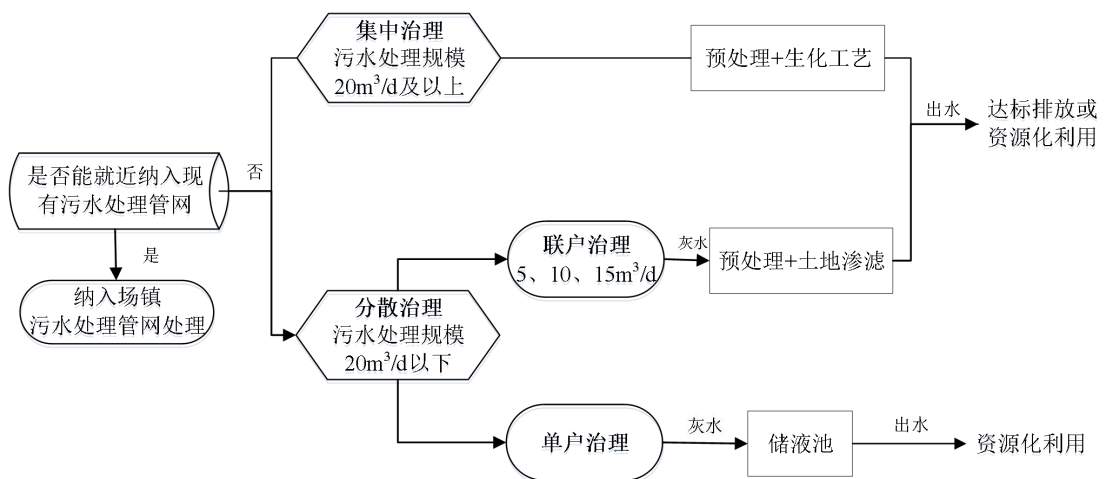 集中治理
污水处理规模
20m³/d及以上
预处理+生化工艺
出水
达标排放或
资源化利用
是否能就近纳入现
有污水处理管网
否
是
纳入场镇
污水处理管网处理
联户治理
5、10、15m³/d
灰水
预处理+土地渗滤
分散治理
污水处理规模
20m³/d以下
单户治理
灰水
储液池
出水
资源化利用